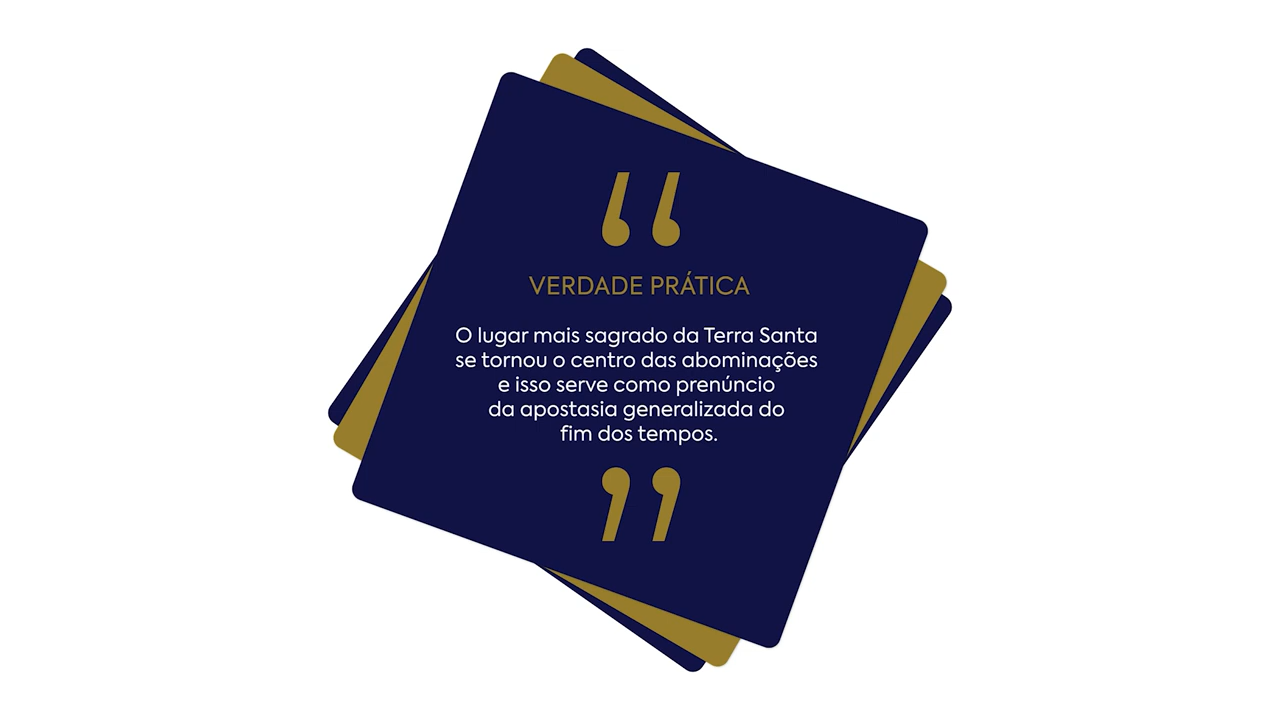 VERDADE PRÁTICA
O lugar mais sagrado da Terra Santa
se tornou o centro das abominações
e isso serve como prenúncio
da apostasia generalizada do
fim dos tempos.